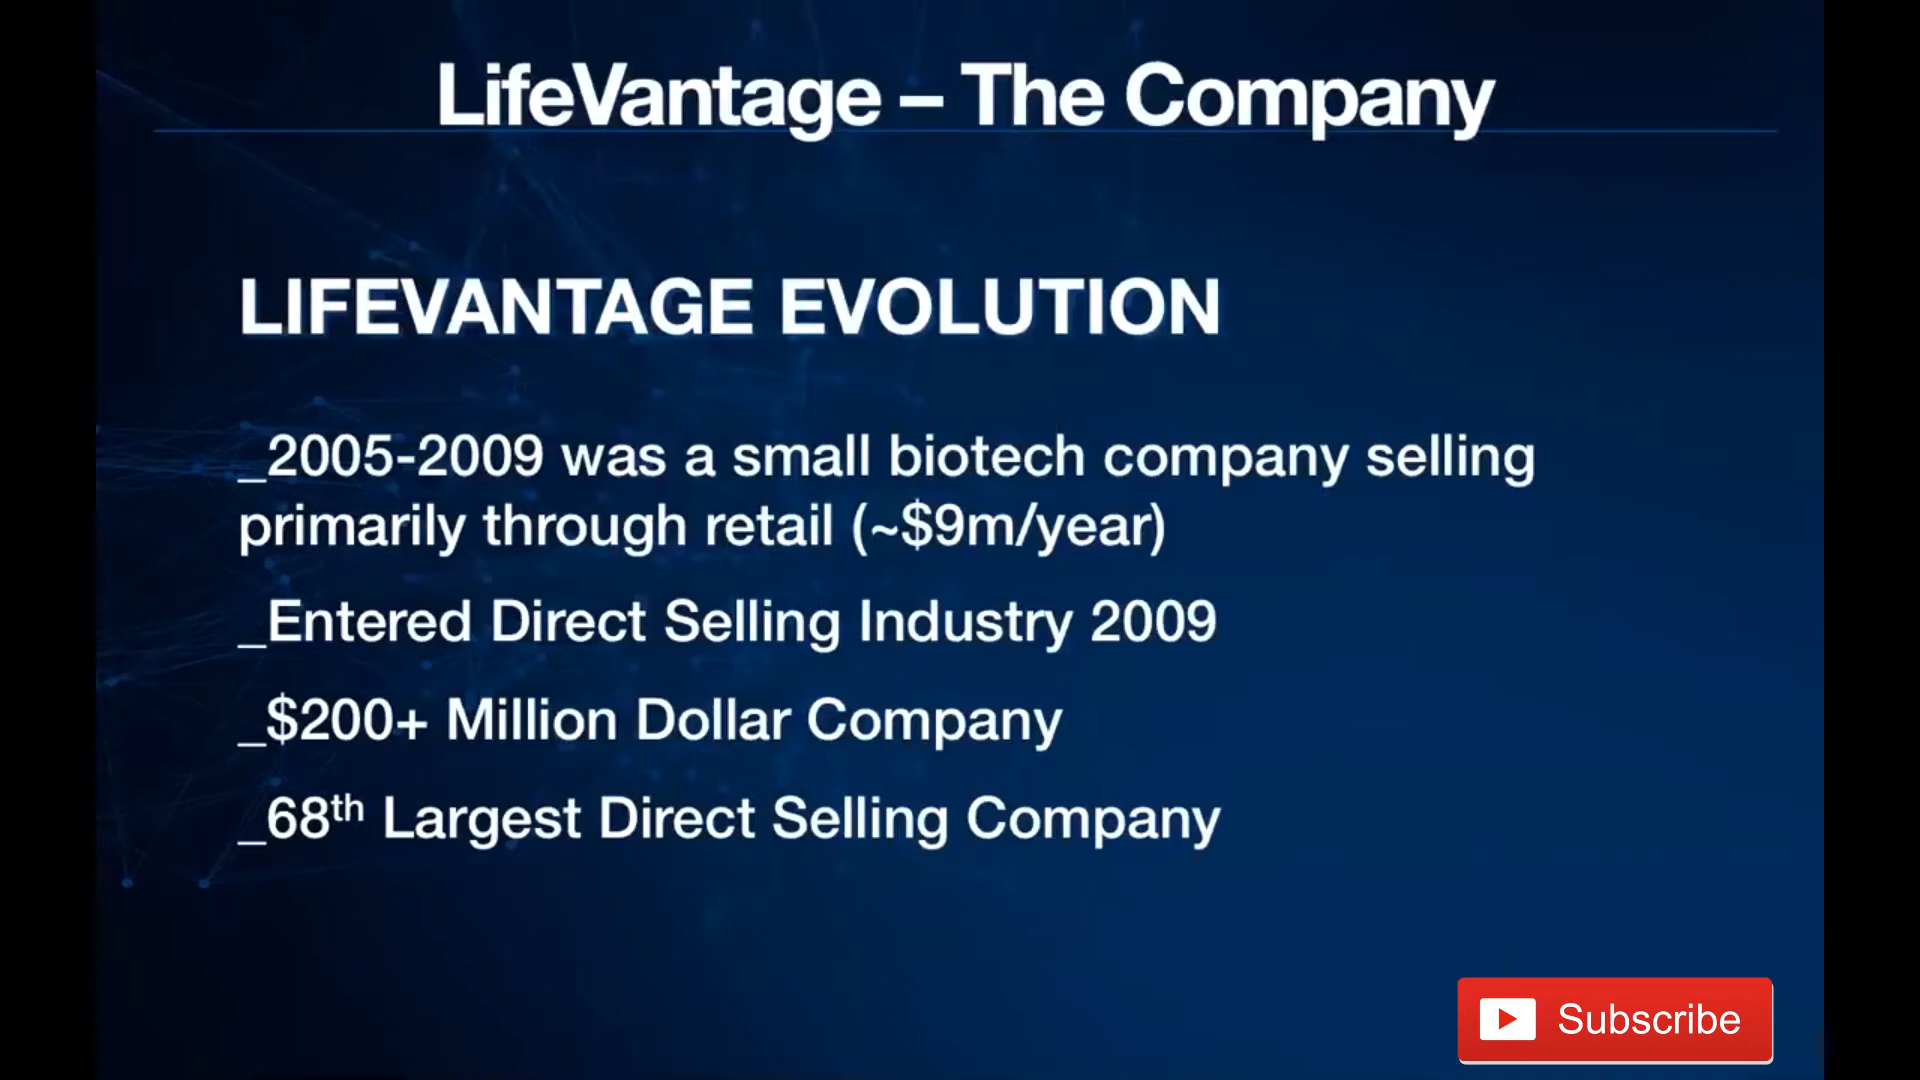 LifeVantage – The Company
LIFEVANTAGE EVOLUTION
_2005-2009 was a small biotech company selling
primarily through retail (~$9m/year)
_Entered Direct Selling Industry 2009
_$200+ Million Dollar Company
_68th Largest Direct Selling Company
Subscribe